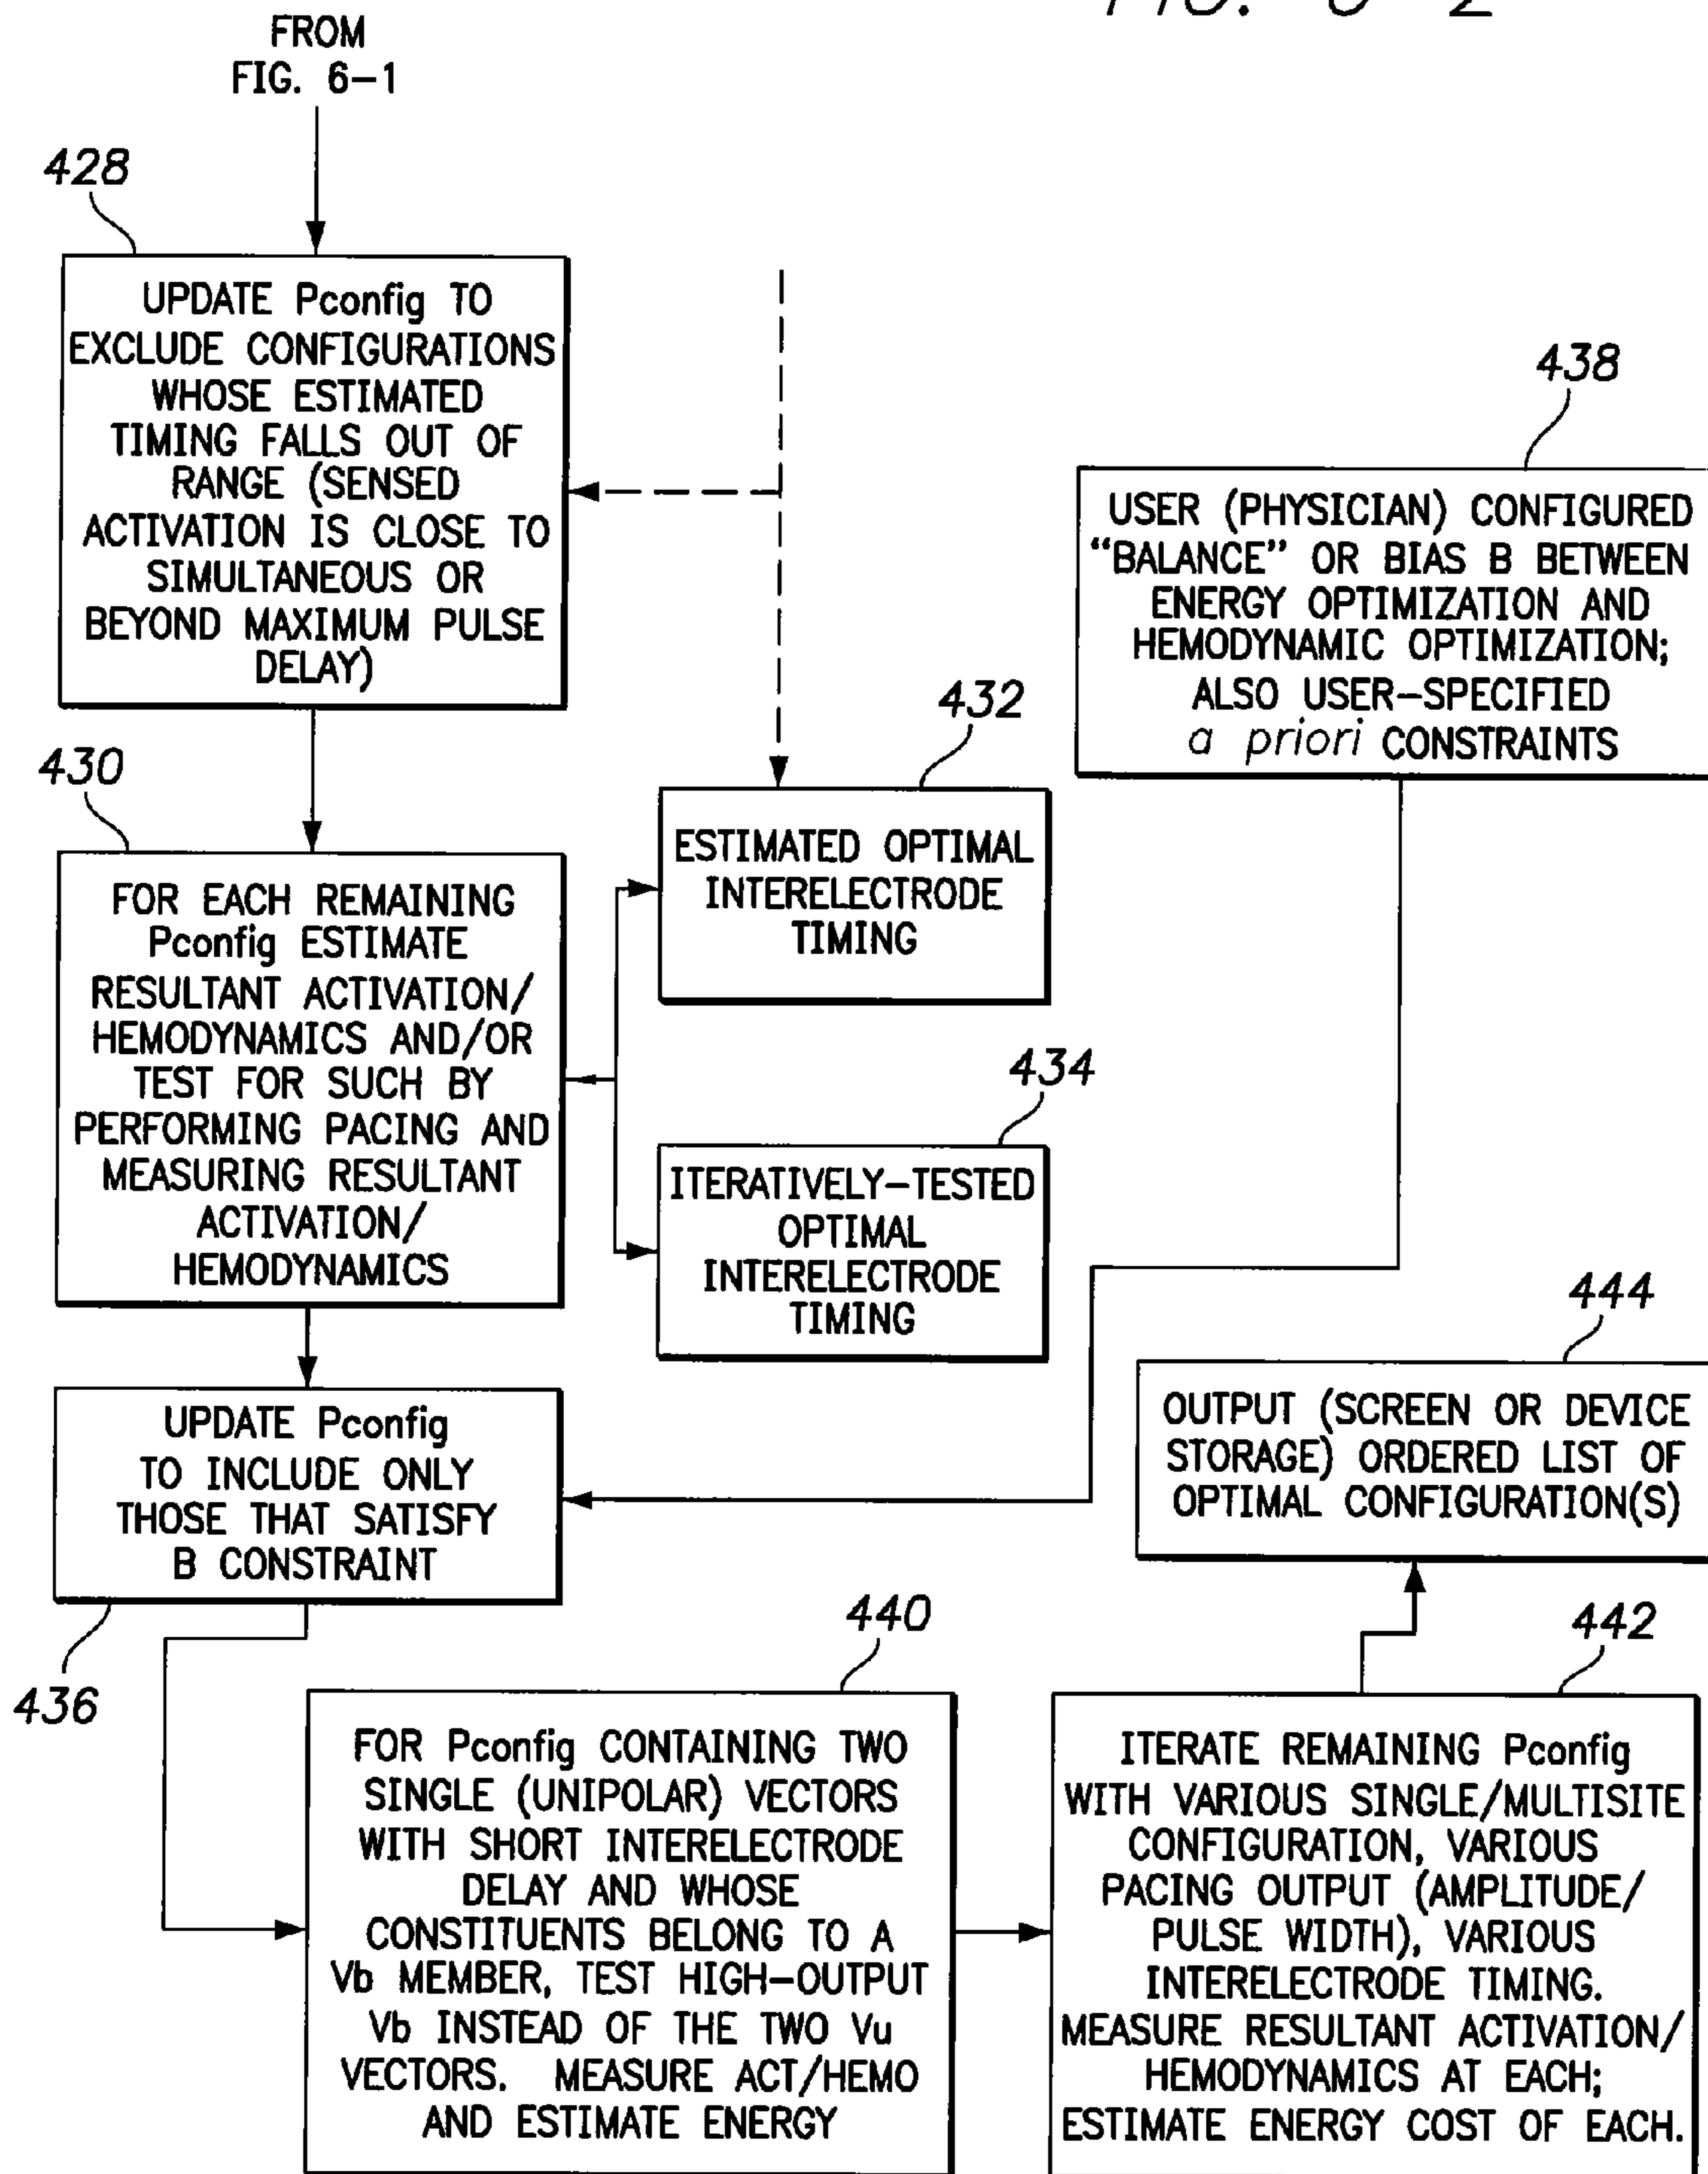 FIG. 6-2
FROM
FIG. 6-1
428
UPDATE Pconfig TO
EXCLUDE CONFIGURATIONS
WHOSE ESTIMATED
TIMING FALLS OUT OF
RANGE (SENSED
ACTIVATION IS CLOSE TO
SIMULTANEOUS OR
BEYOND MAXIMUM PULSE
DELAY)
438
USER (PHYSICIAN) CONFIGURED
“BALANCE” OR BIAS B BETWEEN
ENERGY OPTIMIZATION AND
HEMODYNAMIC OPTIMIZATION;
ALSO USER-SPECIFIED
a priori CONSTRAINTS
430
FOR EACH REMAINING
Pconfig ESTIMATE
RESULTANT ACTIVATION/
HEMODYNAMICS AND/OR
TEST FOR SUCH BY
PERFORMING PACING AND
MEASURING RESULTANT
ACTIVATION/
HEMODYNAMICS
432
ESTIMATED OPTIMAL
INTERELECTRODE
TIMING
434
ITERATIVELY-TESTED
OPTIMAL
INTERELECTRODE
TIMING
UPDATE Pconfig
TO INCLUDE ONLY
THOSE THAT SATISFY
B CONSTRAINT
436
440
FOR Pconfig CONTAINING TWO
SINGLE (UNIPOLAR) VECTORS
WITH SHORT INTERELECTRODE
DELAY AND WHOSE
CONSTITUENTS BELONG TO A
Vb MEMBER, TEST HIGH-OUTPUT
Vb INSTEAD OF THE TWO Vu
VECTORS. MEASURE ACT/HEMO
AND ESTIMATE ENERGY
442
ITERATE REMAINING Pconfig
WITH VARIOUS SINGLE/MULTISITE
CONFIGURATION, VARIOUS
PACING OUTPUT (AMPLITUDE/
PULSE WIDTH), VARIOUS
INTERELECTRODE TIMING.
MEASURE RESULTANT ACTIVATION/
HEMODYNAMICS AT EACH;
ESTIMATE ENERGY COST OF EACH.
444
OUTPUT (SCREEN OR DEVICE
STORAGE) ORDERED LIST OF
OPTIMAL CONFIGURATION(S)